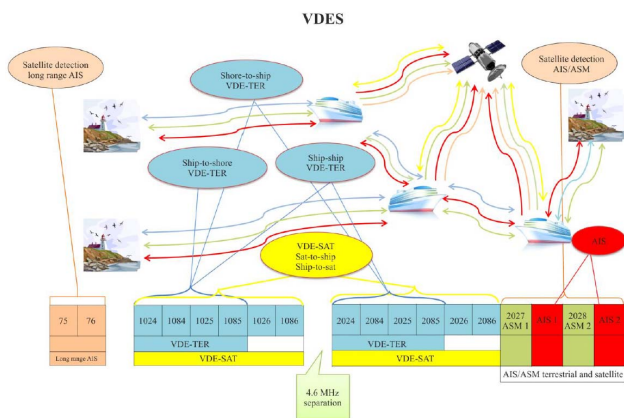 VDES
Satellite detection
long range AIS
Shore-to-ship
VDE-TER
Satellite detection
AIS/ASM
Ship-to-shore
VDE-TER
Ship-ship
VDE-TER
VDE-SAT
Sat-to-ship
Ship-to-sat
AIS
75 76
1024 1084 1025 1085 1026 1086
2024 2084 2025 2085 2026 2086
2027
ASM 1
AIS 1
2028
ASM 2
AIS 2
Long range AIS
VDE-TER
VDE-SAT
VDE-TER
VDE-SAT
AIS/ASM terrestrial and satellite
4.6 MHz
separation